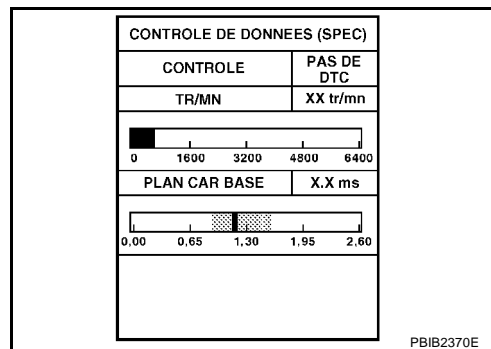 CONTROLE DE DONNEES (SPEC)
CONTROLE PAS DE DTC
TR/MN XX tr/mn
0 1600 3200 4800 6400
PLAN CAR BASE X.X ms
0,00 0,65 1,30 1,95 2,60
PBIB2370E